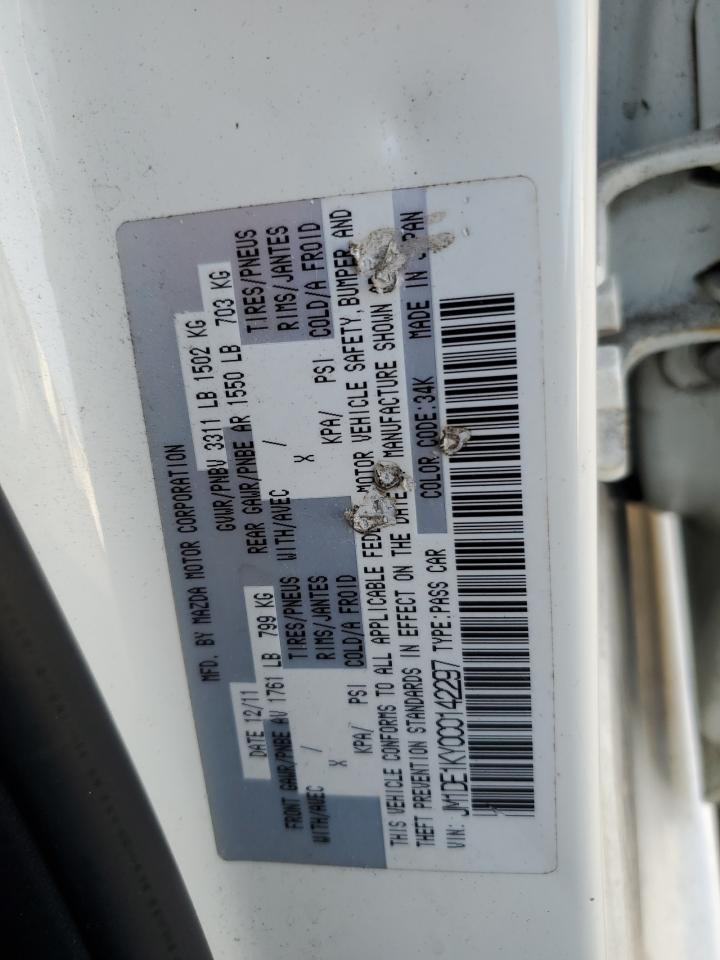 MFD. BY MAZDA MOTOR CORPORATION
DATE 12/11 GVWR/PNBV 3311 LB 1502 KG
FRONT GAWR/PNBE AV 1761 LB 799 KG REAR GAWR/PNBE AR 1550 LB 703 KG
WITH/AVEC / TIRES/PNEUS WITH/AVEC / TIRES/PNEUS
X RIMS/JANTES X RIMS/JANTES
KPA/ PSI COLD/A FROID KPA/ PSI COLD/A FROID
THIS VEHICLE CONFORMS TO ALL APPLICABLE MOTOR VEHICLE SAFETY, BUMPER AND
THEFT PREVENTION STANDARDS IN EFFECT ON THE DATE MANUFACTURE SHOWN
VIN: JM1DE1KY0C0142297 TYPE:PASS CAR COLOR CODE:34K MADE IN JAPAN